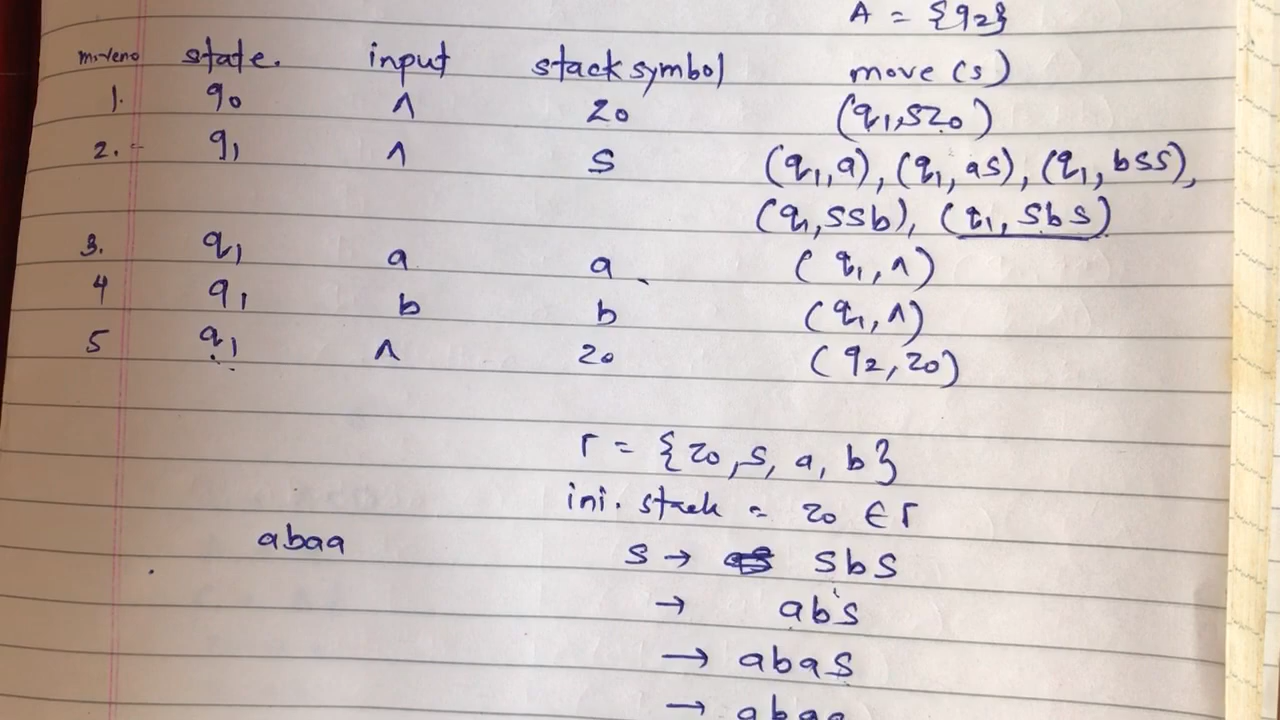 A = {q2}
moveno state. input stack symbol move (s)
1. q0 ʌ z0 (q1, sz0)
2. q1 ʌ S (q1, a), (q1, as), (q1, bss),
(q1, ssb), (q1, sbs)
3. q1 a a (q1, ʌ)
4 q1 b b (q1, ʌ)
5 q1 ʌ z0 (q2, z0)
Γ = {z0, s, a, b}
ini. stack = z0 ∈ Γ
abaa
s → sbs
→ abs
→ abas
→ abaa